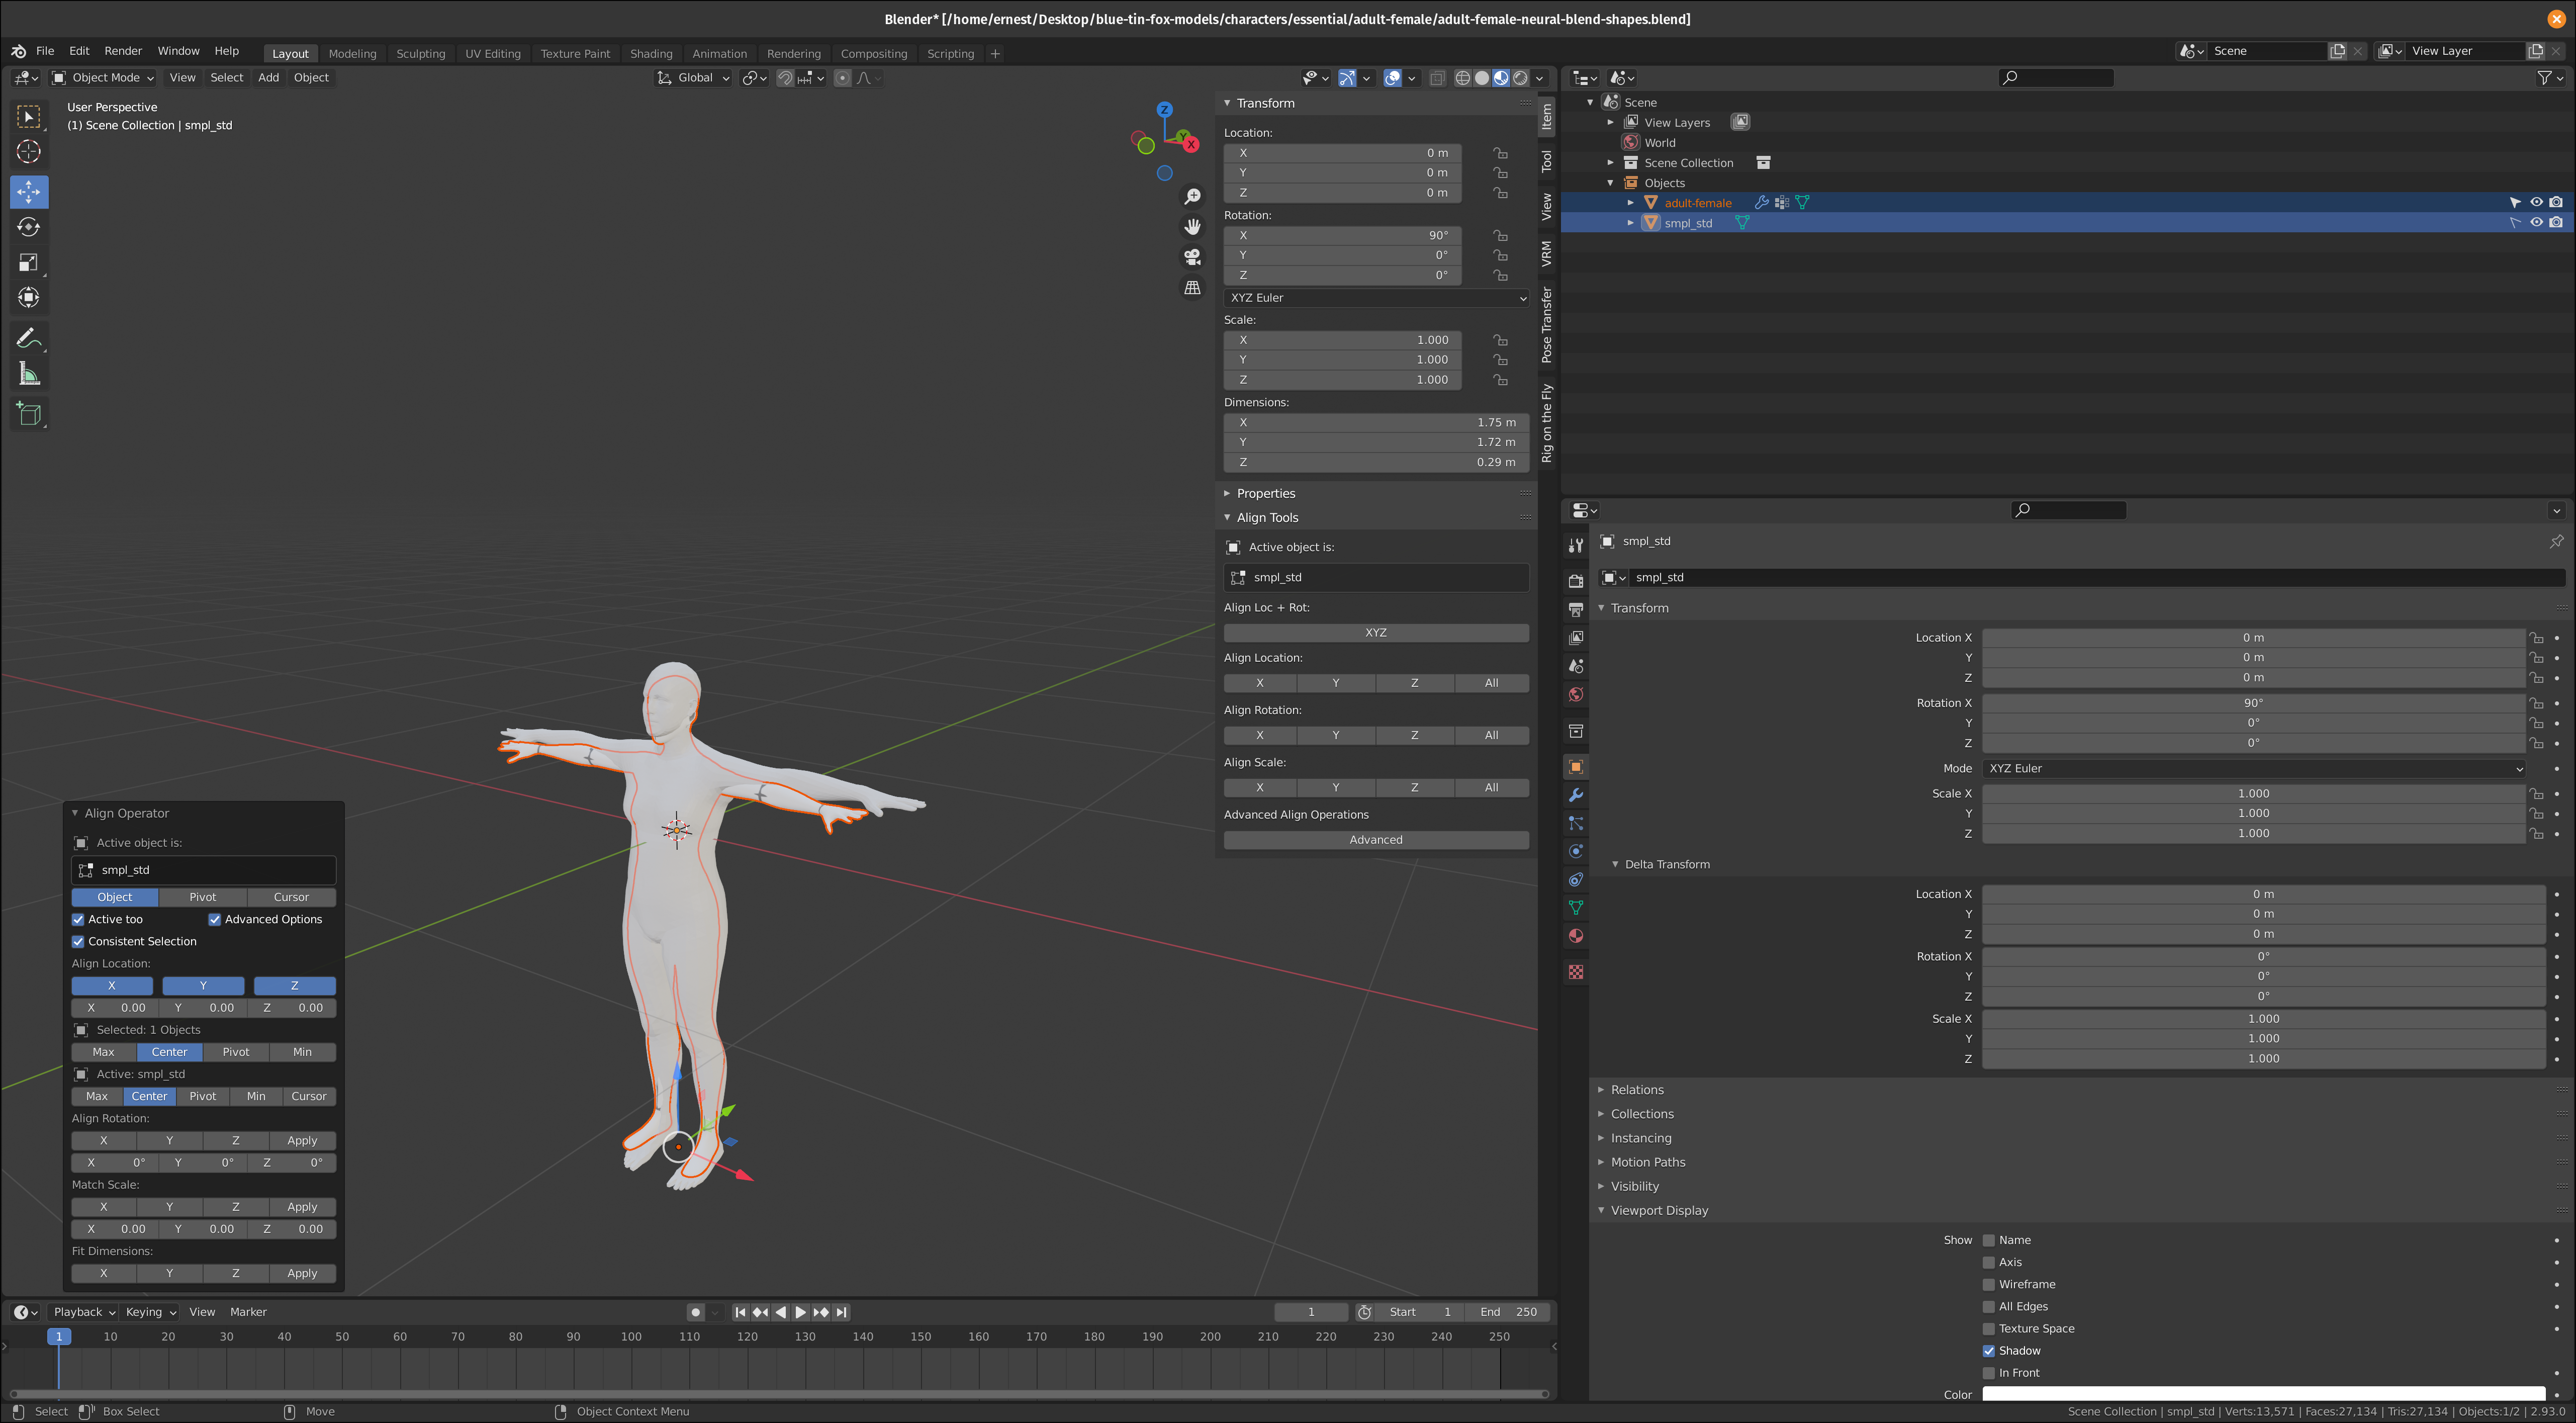 Blender* [/home/ernest/Desktop/blue-tin-fox-models/characters/essential/adult-female/adult-female-neural-blend-shapes.blend]
File Edit Render Window Help Layout Modeling Sculpting UV Editing Texture Paint Shading Animation Rendering Compositing Scripting + Scene View Layer
Object Mode View Select Add Object Global
User Perspective
(1) Scene Collection | smpl_std
Z
Y
X
Transform
Location:
X 0 m
Y 0 m
Z 0 m
Rotation:
X 90°
Y 0°
Z 0°
XYZ Euler
Scale:
X 1.000
Y 1.000
Z 1.000
Dimensions:
X 1.75 m
Y 1.72 m
Z 0.29 m
Properties
Align Tools
Active object is:
smpl_std
Align Loc + Rot:
XYZ
Align Location:
X Y Z All
Align Rotation:
X Y Z All
Align Scale:
X Y Z All
Advanced Align Operations
Advanced
Item
Tool
View
VRM
Pose Transfer
Rig on the Fly
Align Operator
Active object is:
smpl_std
Object Pivot Cursor
Active too Advanced Options
Consistent Selection
Align Location:
X Y Z
X 0.00 Y 0.00 Z 0.00
Selected: 1 Objects
Max Center Pivot Min
Active: smpl_std
Max Center Pivot Min Cursor
Align Rotation:
X Y Z Apply
X 0° Y 0° Z 0°
Match Scale:
X Y Z Apply
X 0.00 Y 0.00 Z 0.00
Fit Dimensions:
X Y Z Apply
Scene
View Layers
World
Scene Collection
Objects
adult-female
smpl_std
smpl_std
smpl_std
Transform
Location X 0 m
Y 0 m
Z 0 m
Rotation X 90°
Y 0°
Z 0°
Mode XYZ Euler
Scale X 1.000
Y 1.000
Z 1.000
Delta Transform
Location X 0 m
Y 0 m
Z 0 m
Rotation X 0°
Y 0°
Z 0°
Scale X 1.000
Y 1.000
Z 1.000
Relations
Collections
Instancing
Motion Paths
Visibility
Viewport Display
Show Name
Axis
Wireframe
All Edges
Texture Space
Shadow
In Front
Color
Playback Keying View Marker 1 Start 1 End 250
1 10 20 30 40 50 60 70 80 90 100 110 120 130 140 150 160 170 180 190 200 210 220 230 240 250
Select Box Select Move Object Context Menu Scene Collection | smpl_std | Verts:13,571 | Faces:27,134 | Tris:27,134 | Objects:1/2 | 2.93.0